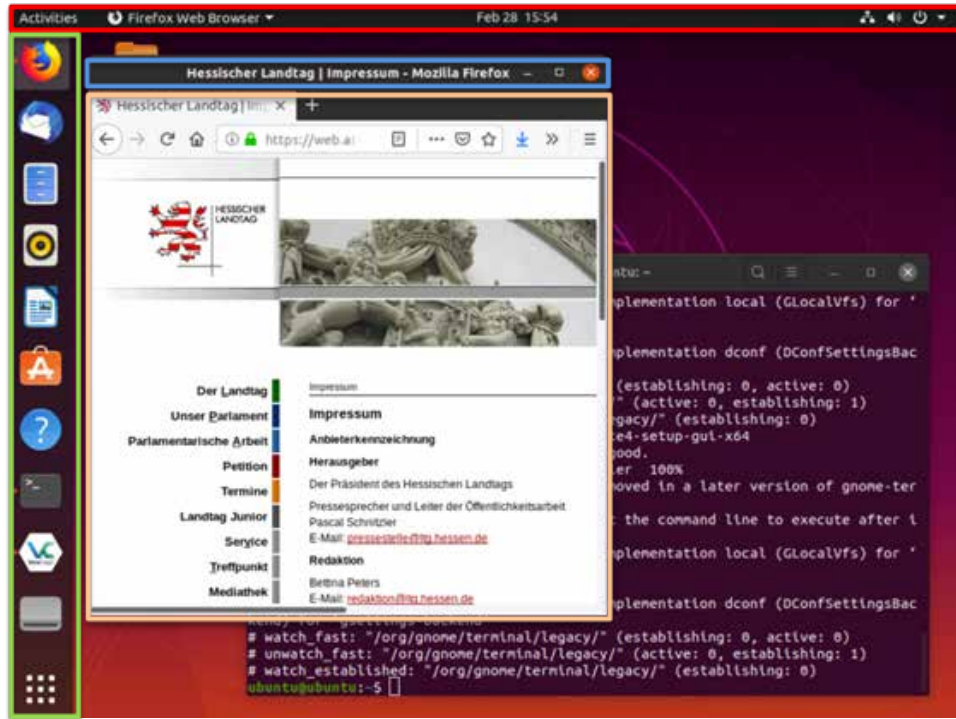 Activities Firefox Web Browser Feb 28 15:54
Hessischer Landtag | Impressum - Mozilla Firefox
Hessischer Landtag | Im
https://web.a
HESSISCHER
LANDTAG
Der Landtag
Unser Parlament
Parlamentarische Arbeit
Petition
Termine
Landtag Junior
Service
Treffpunkt
Mediathek
Impressum
Impressum
Anbieterkennzeichnung
Herausgeber
Der Präsident des Hessischen Landtags
Pressesprecher und Leiter der Öffentlichkeitsarbeit
Pascal Schnitzler
E-Mail: pressestelle@ltg.hessen.de
Redaktion
Bettina Peters
E-Mail: redaktion@ltg.hessen.de
ntu: ~
plementation local (GLocalVfs) for '
plementation dconf (DConfSettingsBac
(establishing: 0, active: 0)
" (active: 0, establishing: 1)
egacy/" (establishing: 0)
te4-setup-gui-x64
good.
er 100%
oved in a later version of gnome-ter
t the command line to execute after i
plementation local (GLocalVfs) for '
plementation dconf (DConfSettingsBac
# watch_fast: "/org/gnome/terminal/legacy/" (establishing: 0, active: 0)
# unwatch_fast: "/org/gnome/terminal/legacy/" (active: 0, establishing: 1)
# watch_established: "/org/gnome/terminal/legacy/" (establishing: 0)
ubuntu@ubuntu:~$